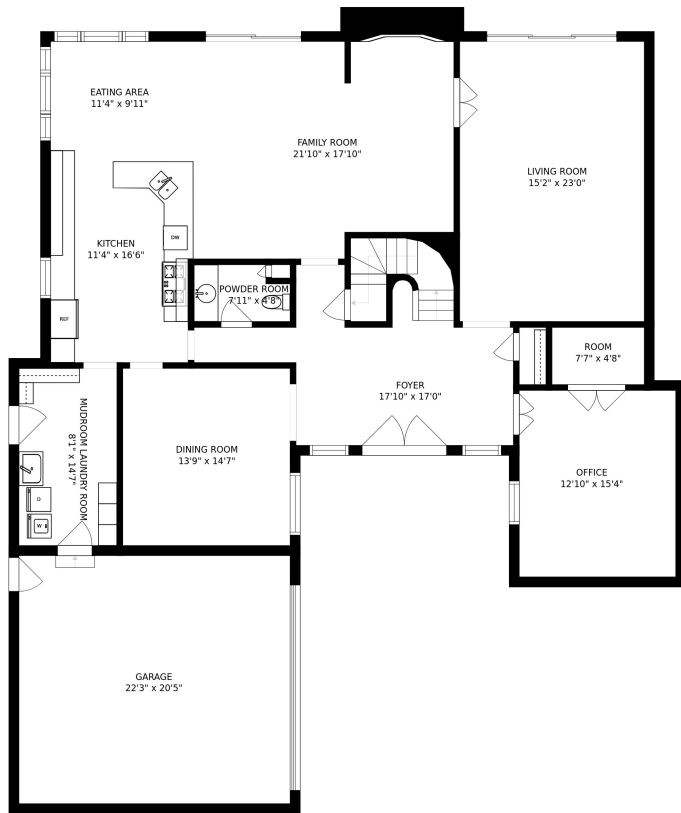 EATING AREA
11'4" x 9'11"
FAMILY ROOM
21'10" x 17'10"
LIVING ROOM
15'2" x 23'0"
KITCHEN
11'4" x 16'6"
DW
POWDER ROOM
7'11" x 4'8"
REF
ROOM
7'7" x 4'8"
FOYER
17'10" x 17'0"
MUDROOM LAUNDRY ROOM
8'1" x 14'7"
DINING ROOM
13'9" x 14'7"
OFFICE
12'10" x 15'4"
D
W
GARAGE
22'3" x 20'5"